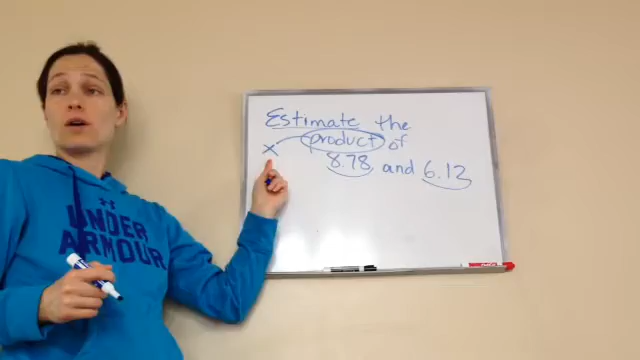 Estimate the
× product of
8.78 and 6.12
UNDER
ARMOUR